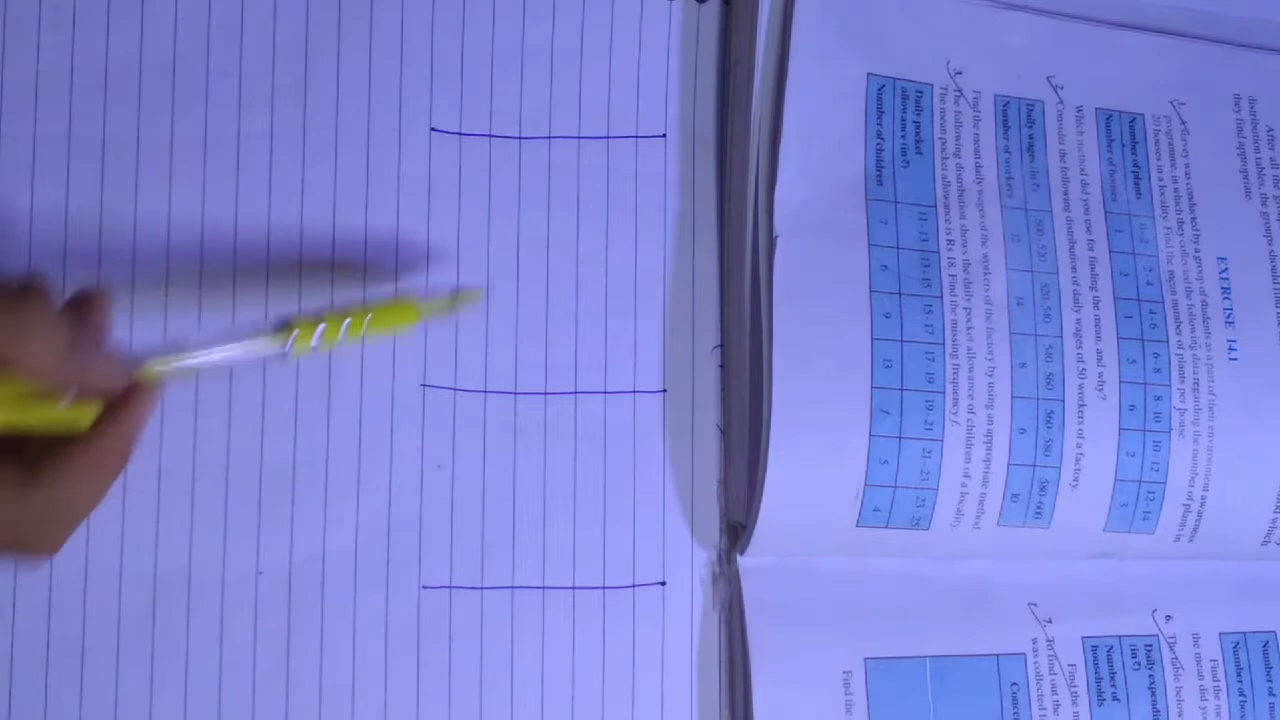 After all the
distribution tables, the groups should
they find appropriate.
EXERCISE 14.1
1. A survey was conducted by a group of students as a part of their environment awareness
programme, in which they collected the following data regarding the number of plants in
20 houses in a locality. Find the mean number of plants per house.
Number of plants 0-2 2-4 4-6 6-8 8-10 10-12 12-14
Number of houses 1 2 1 5 6 2 3
Which method did you use for finding the mean, and why?
2. Consider the following distribution of daily wages of 50 workers of a factory.
Daily wages (in ₹) 500-520 520-540 540-560 560-580 580-600
Number of workers 12 14 8 6 10
Find the mean daily wages of the workers of the factory by using an appropriate method.
3. The following distribution shows the daily pocket allowance of children of a locality.
The mean pocket allowance is Rs 18. Find the missing frequency f.
Daily pocket
allowance (in ₹) 11-13 13-15 15-17 17-19 19-21 21-23 23-25
Number of children 7 6 9 13 f 5 4
Number of
Number of
Find the
the mean did
6. The table below
Daily
(in ₹)
Number of
households
Find the
7. To find out the
was collected
Find the